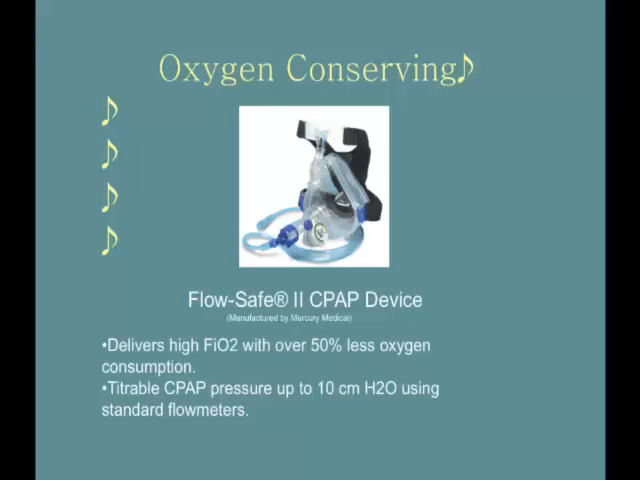 Oxygen Conserving♪
♪
♪
♪
♪
Flow-Safe® II CPAP Device
(Manufactured by Mercury Medical)
•Delivers high FiO2 with over 50% less oxygen
consumption.
•Titrable CPAP pressure up to 10 cm H2O using
standard flowmeters.